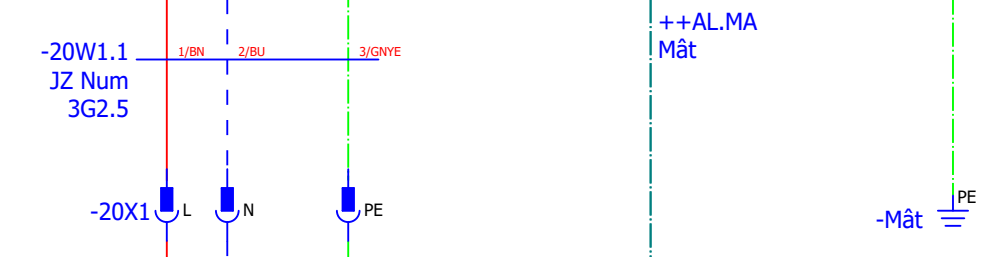 ++AL.MA
Mât
-20W1.1
1/BN 2/BU 3/GNYE
JZ Num
3G2.5
-20X1 L N PE
PE
-Mât